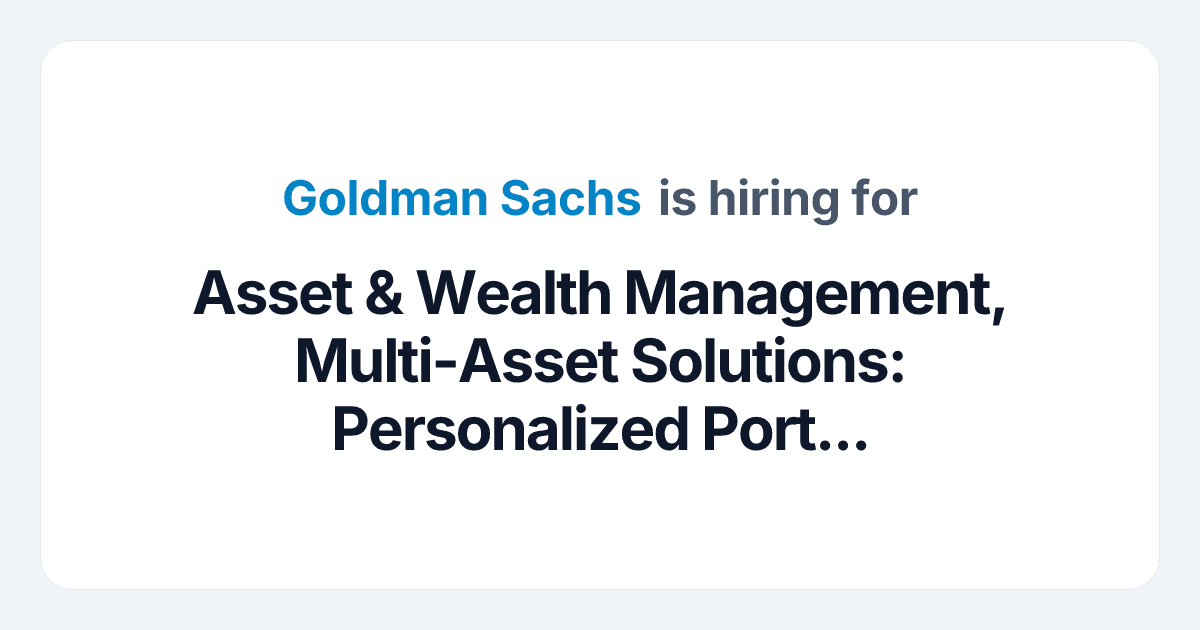 Goldman Sachs is hiring for
Asset & Wealth Management,
Multi-Asset Solutions:
Personalized Port...